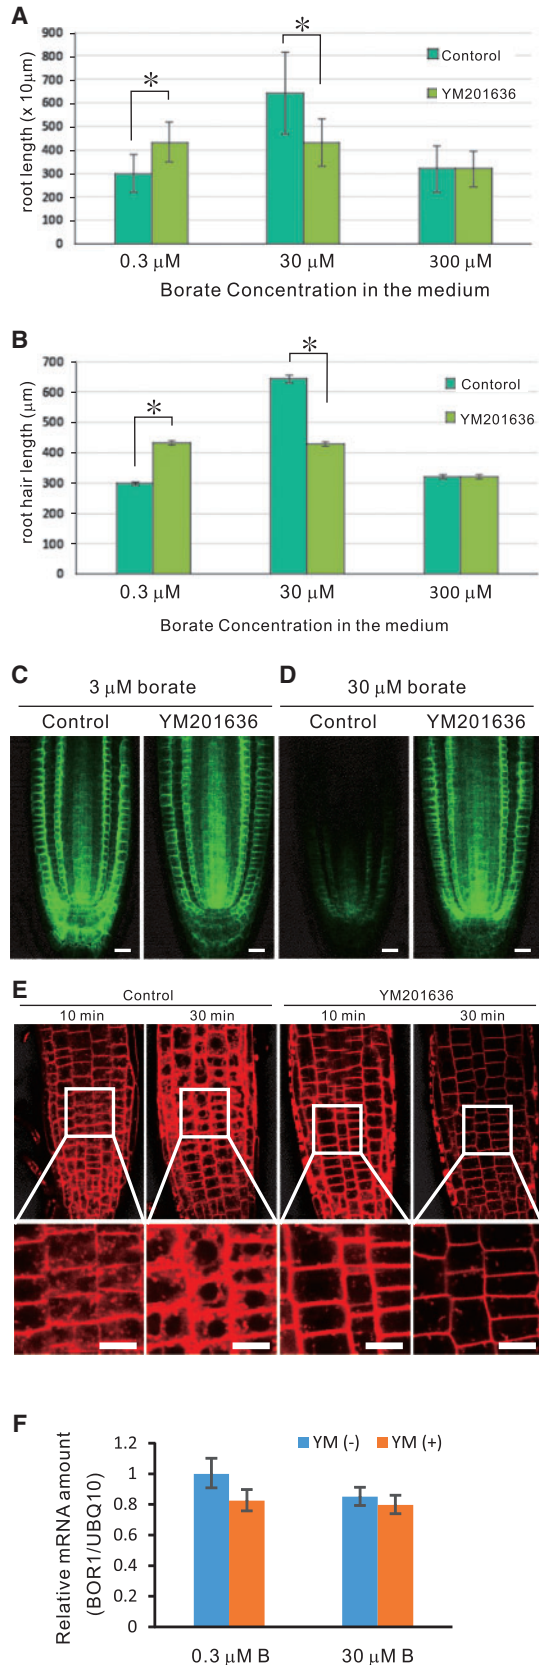 A
root length (x 10μm)
900
800
700
600
500
400
300
200
100
0
*
*
Contorol
YM201636
0.3 μM
30 μM
300 μM
Borate Concentration in the medium
B
root hair length (μm)
700
600
500
400
300
200
100
0
*
*
Contorol
YM201636
0.3 μM
30 μM
300 μM
Borate Concentration in the medium
C
3 μM borate
Control
YM201636
D
30 μM borate
Control
YM201636
E
Control
YM201636
10 min
30 min
10 min
30 min
F
Relative mRNA amount
(BOR1/UBQ10)
1.2
1
0.8
0.6
0.4
0.2
0
YM (-)
YM (+)
0.3 μM B
30 μM B